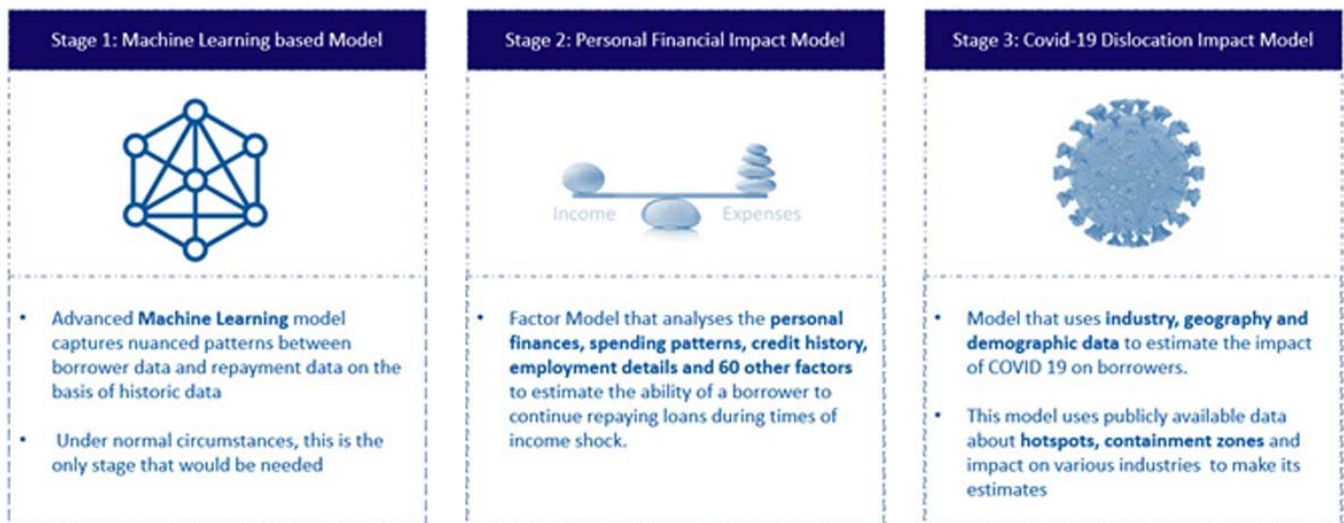 Stage 1: Machine Learning based Model
Stage 2: Personal Financial Impact Model
Stage 3: Covid-19 Dislocation Impact Model
Income
Expenses
• Advanced Machine Learning model
captures nuanced patterns between
borrower data and repayment data on the
basis of historic data
• Under normal circumstances, this is the
only stage that would be needed
• Factor Model that analyses the personal
finances, spending patterns, credit history,
employment details and 60 other factors
to estimate the ability of a borrower to
continue repaying loans during times of
income shock.
• Model that uses industry, geography and
demographic data to estimate the impact
of COVID 19 on borrowers.
• This model uses publicly available data
about hotspots, containment zones and
impact on various industries to make its
estimates